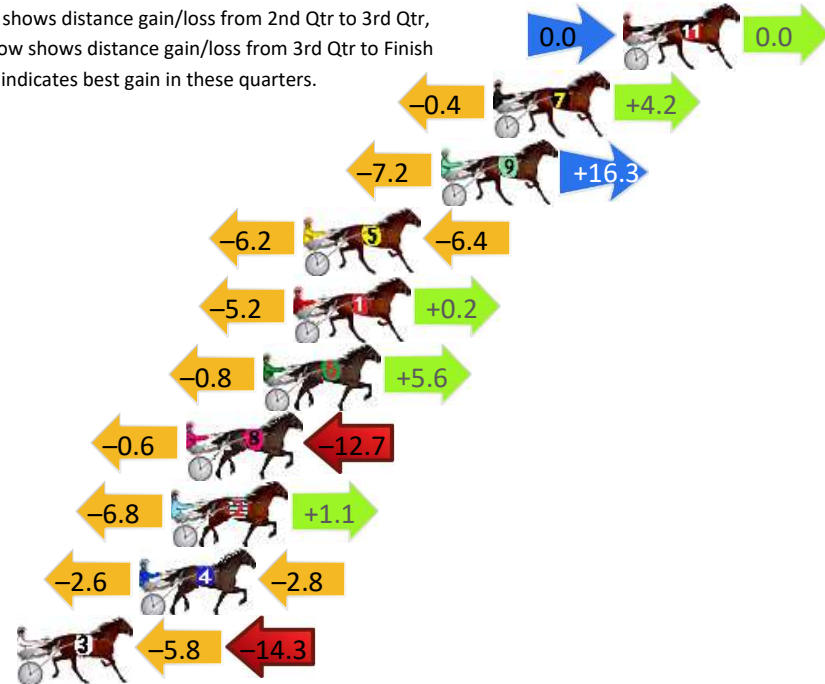 shows distance gain/loss from 2nd Qtr to 3rd Qtr,
ow shows distance gain/loss from 3rd Qtr to Finish
indicates best gain in these quarters.
0.0 11 0.0
–0.4 7 +4.2
–7.2 9 +16.3
–6.2 5 –6.4
–5.2 1 +0.2
–0.8 6 +5.6
–0.6 8 –12.7
–6.8 2 +1.1
–2.6 4 –2.8
3 –5.8 –14.3